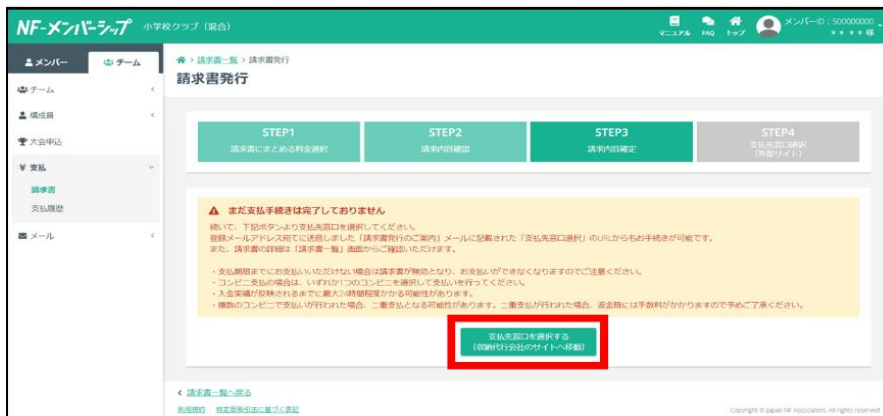 NF-メンバーシップ 小学校クラブ（混合）
マニュアル FAQ トップ メンバーID：500000000
＊＊＊＊様
メンバー チーム
チーム
構成員
大会申込
¥ 支払
請求書
支払履歴
メール
> 請求書一覧 > 請求書発行
請求書発行
STEP1
請求書にまとめる料金選択
STEP2
請求内容確認
STEP3
請求内容確定
STEP4
支払先窓口選択
（外部サイト）
まだ支払手続きは完了しておりません
続いて、下記ボタンより支払先窓口を選択してください。
登録メールアドレス宛てに送信しました「請求書発行のご案内」メールに記載された「支払先窓口選択」のURLからもお手続きが可能です。
また、請求書の詳細は「請求書一覧」画面からご確認いただけます。
・支払期限までにお支払いいただけない場合は請求書が無効となり、お支払いができなくなりますのでご注意ください。
・コンビニ支払の場合は、いずれか1つのコンビニを選択して支払いを行ってください。
・入金実績が反映されるまでに最大24時間程度かかる可能性があります。
・複数のコンビニで支払いが行われた場合、二重支払となる可能性があります。二重支払が行われた場合、返金時には手数料がかかりますので予めご了承ください。
支払先窓口を選択する
（収納代行会社のサイトへ移動）
< 請求書一覧へ戻る
利用規約 特定商取引法に基づく表記
Copyright © Japan NF Association. All rights reserved.